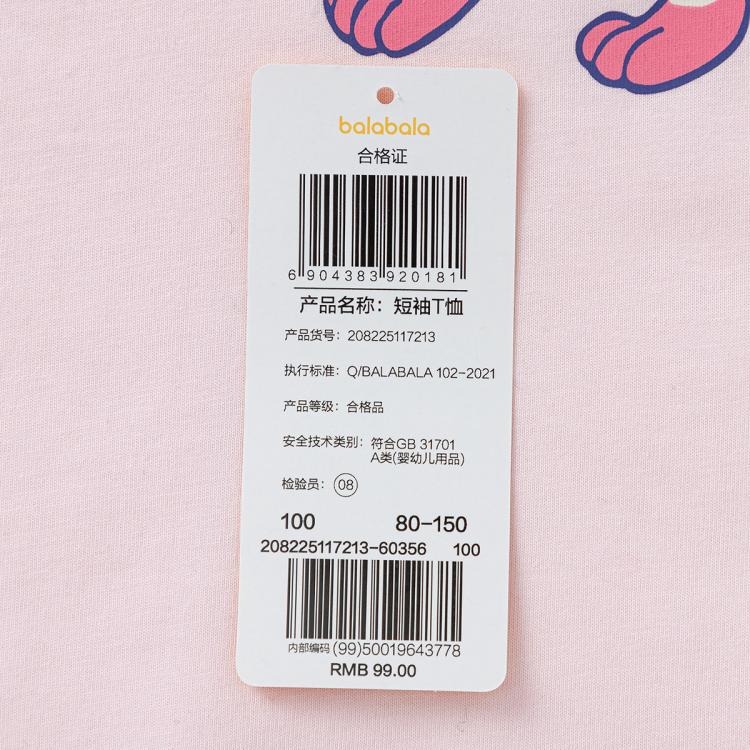 balabala
合格证
6 904383 920181
产品名称：短袖T恤
产品货号：208225117213
执行标准：Q/BALABALA 102-2021
产品等级：合格品
安全技术类别：符合GB 31701
A类(婴幼儿用品)
检验员：08
100 80-150
208225117213-60356 100
内部编码 (99)50019643778
RMB 99.00